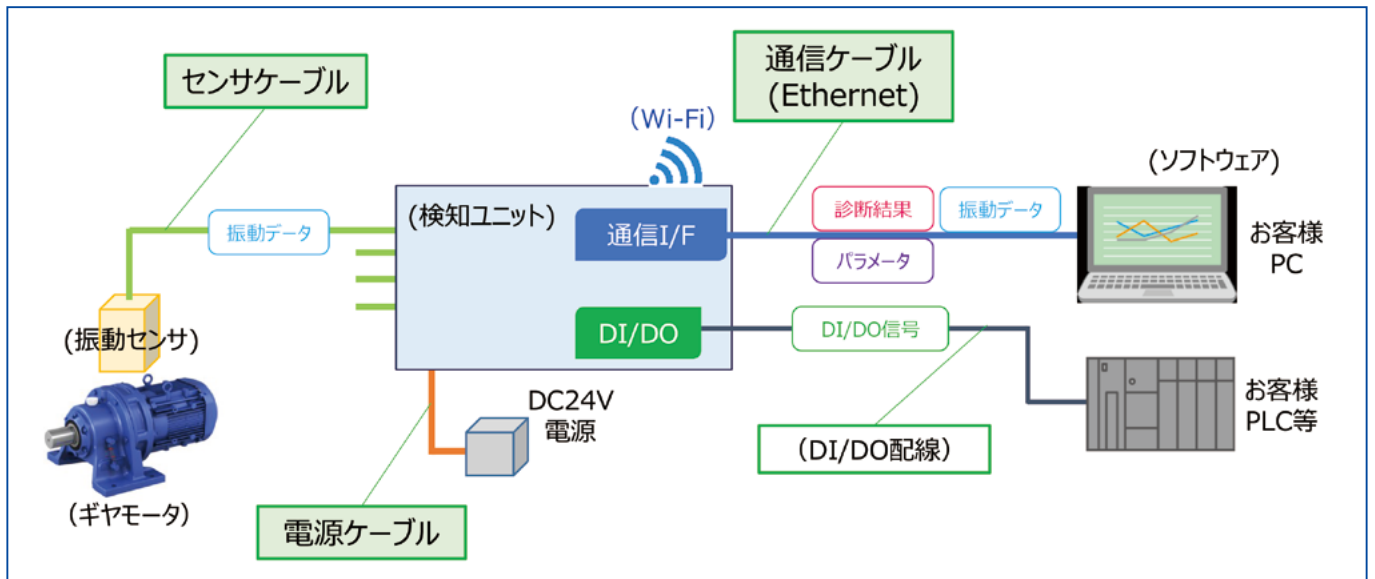 センサケーブル
通信ケーブル
(Ethernet)
(Wi-Fi)
(ソフトウェア)
振動データ
(検知ユニット)
通信I/F
診断結果
振動データ
パラメータ
お客様
PC
(振動センサ)
DI/DO
DI/DO信号
DC24V
電源
お客様
PLC等
(DI/DO配線)
(ギヤモータ)
電源ケーブル